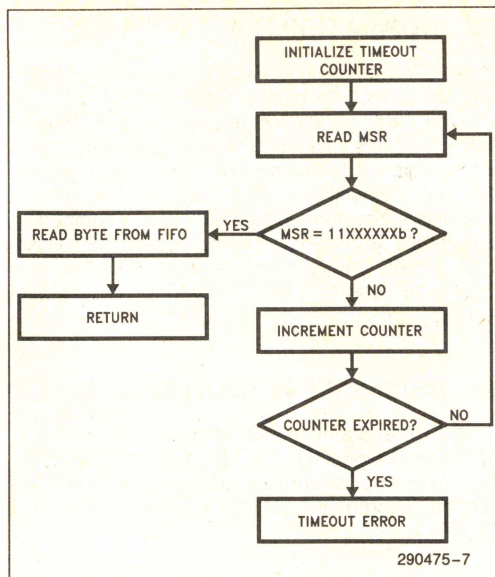 INITIALIZE TIMEOUT
COUNTER
READ MSR
MSR = 11XXXXXXb ?
YES
READ BYTE FROM FIFO
RETURN
NO
INCREMENT COUNTER
COUNTER EXPIRED?
NO
YES
TIMEOUT ERROR
290475-7